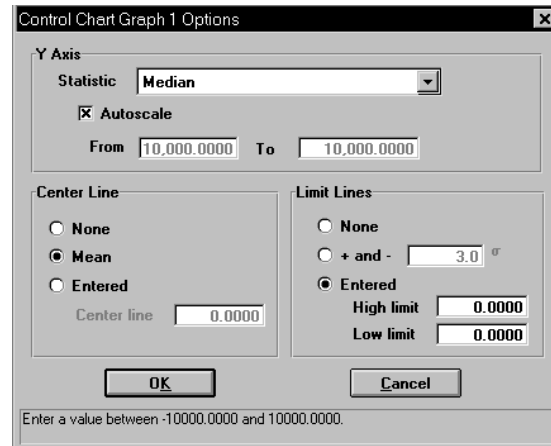 Control Chart Graph 1 Options
Y Axis
Statistic Median
Autoscale
From 10,000.0000 To 10,000.0000
Center Line
None
Mean
Entered
Center line 0.0000
Limit Lines
None
+ and - 3.0 σ
Entered
High limit 0.0000
Low limit 0.0000
OK
Cancel
Enter a value between -10000.0000 and 10000.0000.